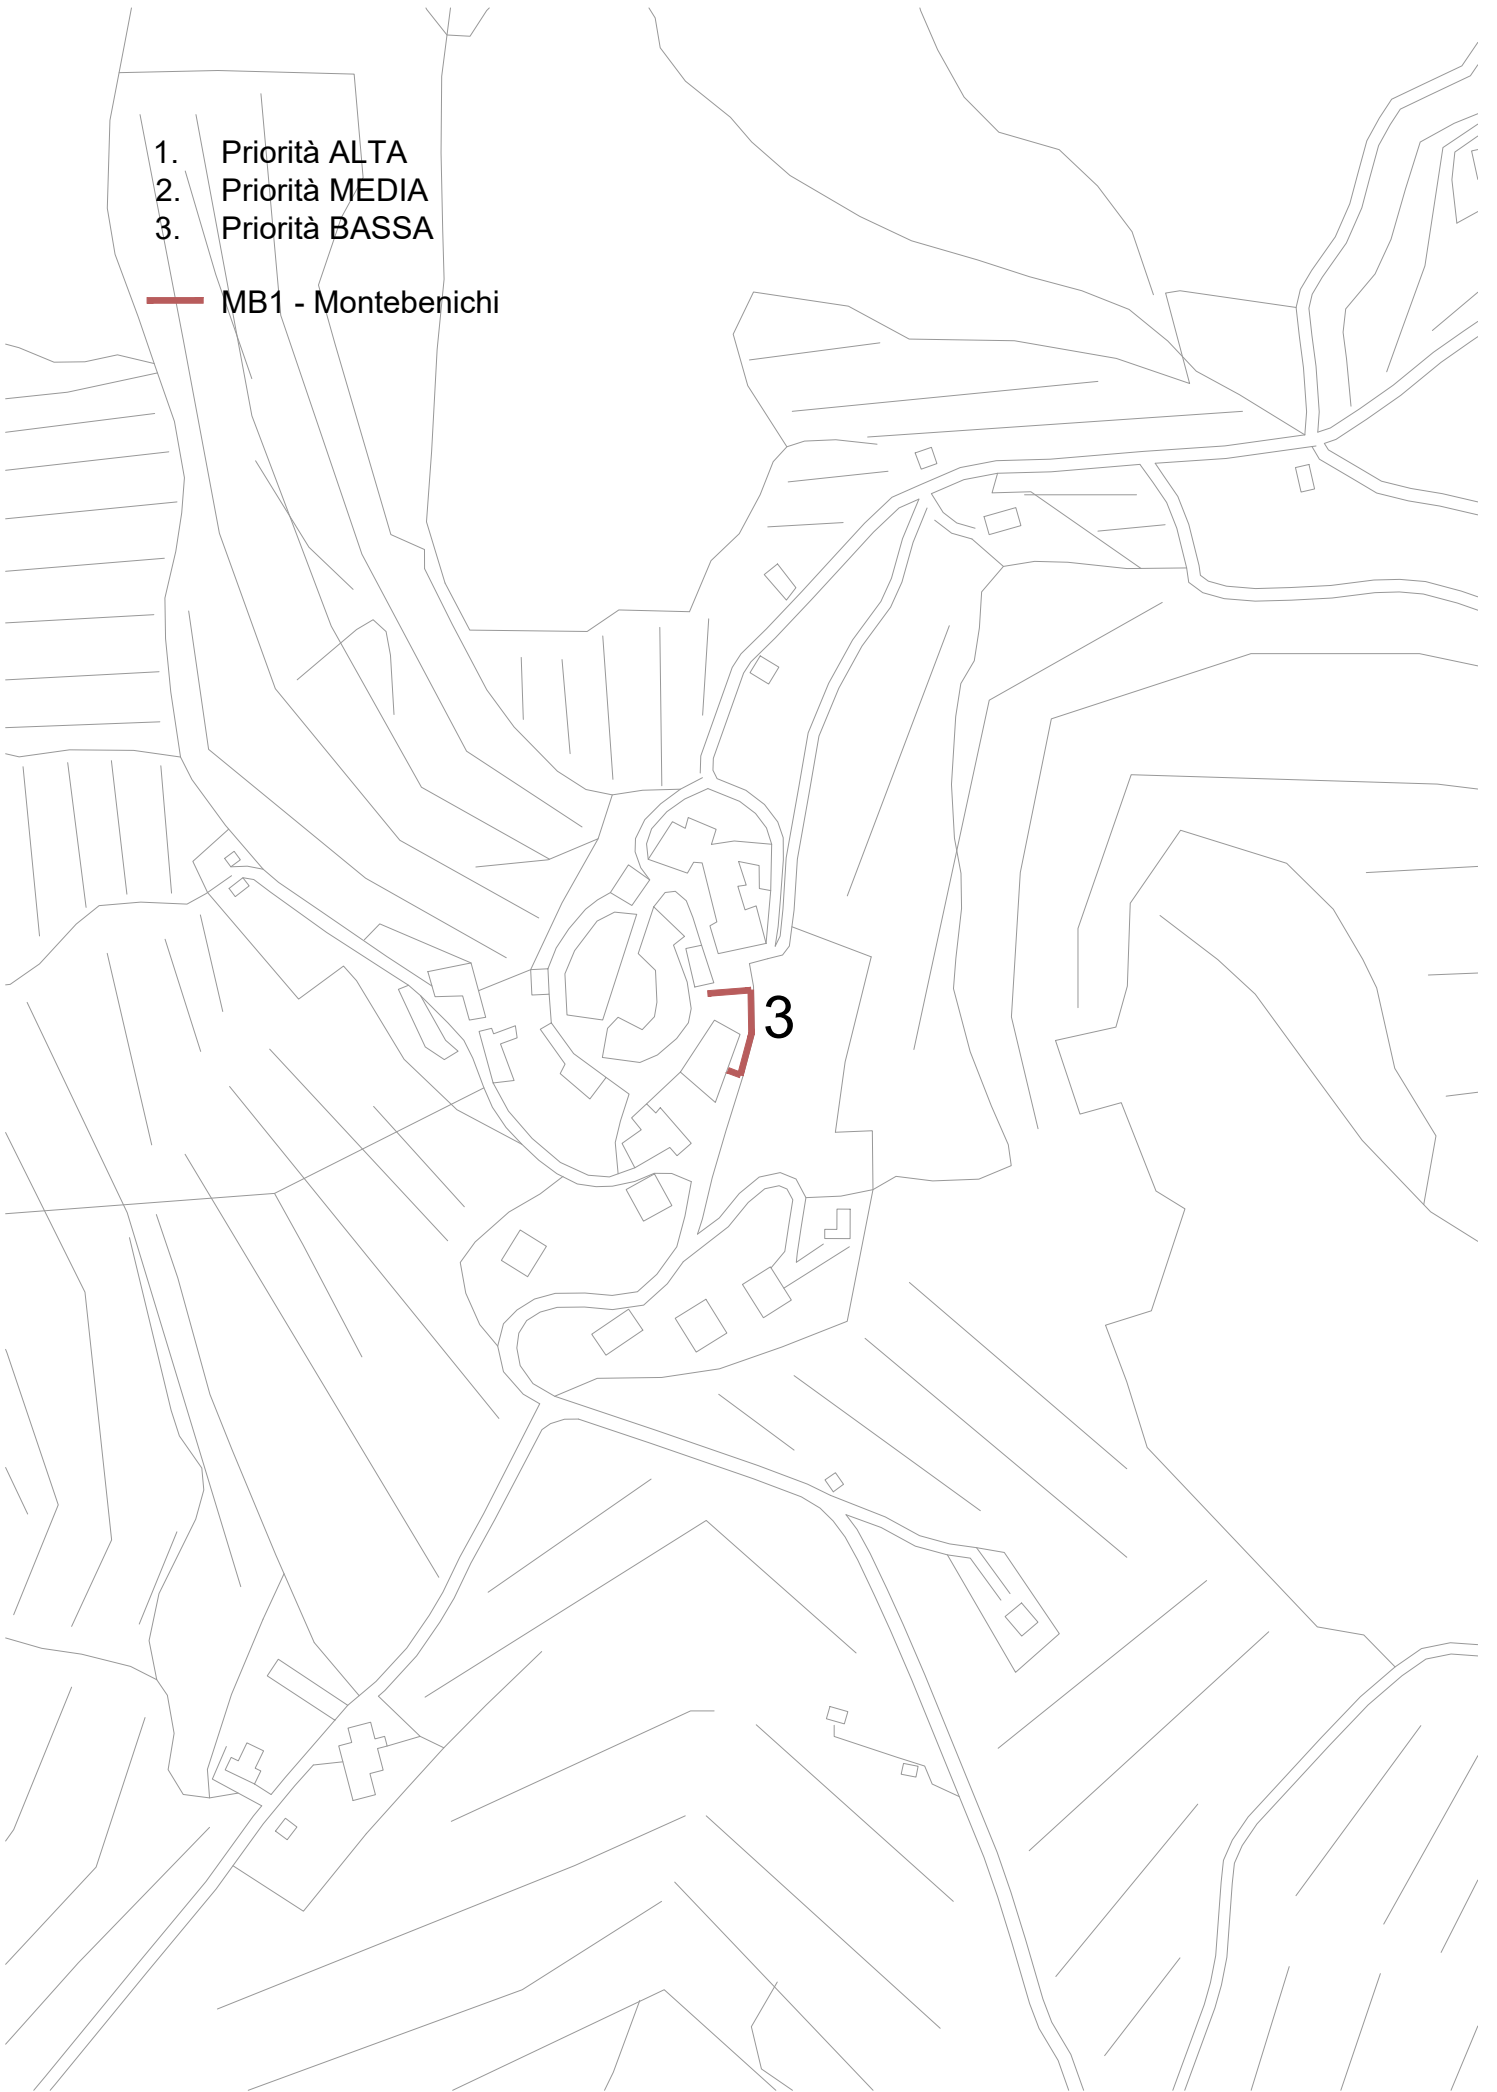 1. Priorità ALTA
2. Priorità MEDIA
3. Priorità BASSA
MB1 - Montebenichi
3